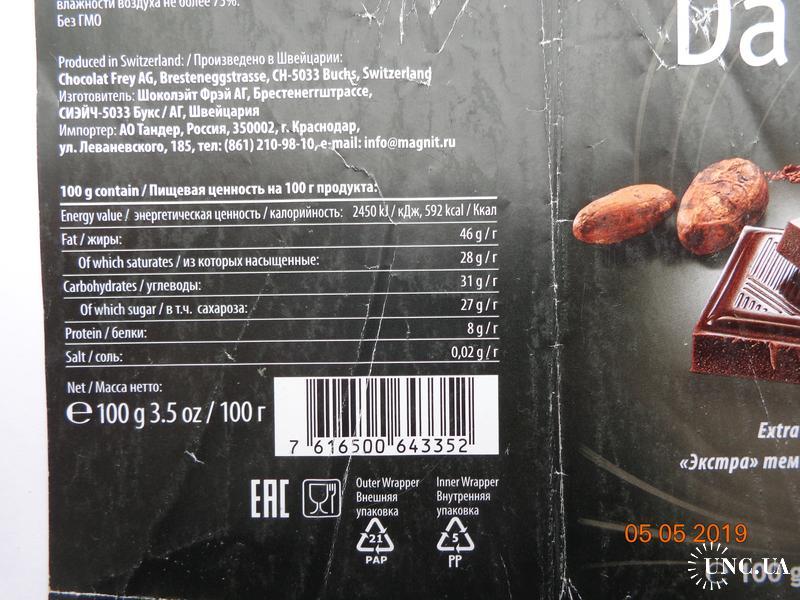 влажности воздуха не более 75%.
Без ГМО
Produced in Switzerland: / Произведено в Швейцарии:
Chocolat Frey AG, Bresteneggstrasse, CH-5033 Buchs, Switzerland
Изготовитель: Шоколэйт Фрэй АГ, Брестенеггштрассе,
СИЭЙЧ-5033 Букс / АГ, Швейцария
Импортер: АО Тандер, Россия, 350002, г. Краснодар,
ул. Леваневского, 185, тел: (861) 210-98-10, e-mail: info@magnit.ru
100 g contain / Пищевая ценность на 100 г продукта:
Energy value / энергетическая ценность / калорийность: 2450 kJ / кДж, 592 kcal / Ккал
Fat / жиры: 46 g / г
Of which saturates / из которых насыщенные: 28 g / г
Carbohydrates / углеводы: 31 g / г
Of which sugar / в т.ч. сахароза: 27 g / г
Protein / белки: 8 g / г
Salt / соль: 0,02 g / г
Net / Масса нетто:
℮ 100 g 3.5 oz / 100 г
7 616500 643352
EAC
Outer Wrapper
Внешняя
упаковка
21
PAP
Inner Wrapper
Внутренняя
упаковка
5
PP
Da
Extra
«Экстра» тем
℮ 100 g
05 05 2019
UNC.UA